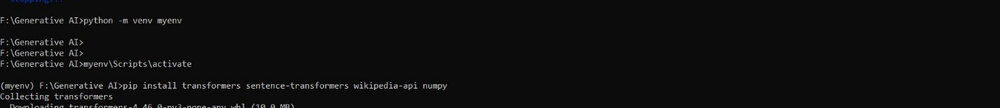 Stopping...
F:\Generative AI>python -m venv myenv
F:\Generative AI>
F:\Generative AI>
F:\Generative AI>myenv\Scripts\activate
(myenv) F:\Generative AI>pip install transformers sentence-transformers wikipedia-api numpy
Collecting transformers
Downloading transformers-4.46.0-py3-none-any.whl (10.0 MB)